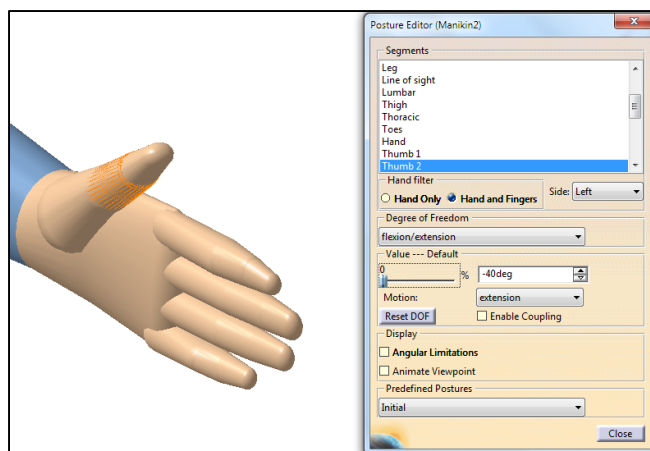 Posture Editor (Manikin2)
Segments
Leg
Line of sight
Lumbar
Thigh
Thoracic
Toes
Hand
Thumb 1
Thumb 2
Hand filter
Hand Only Hand and Fingers Side: Left
Degree of Freedom
flexion/extension
Value --- Default
0 % -40deg
Motion: extension
Reset DOF Enable Coupling
Display
Angular Limitations
Animate Viewpoint
Predefined Postures
Initial
Close